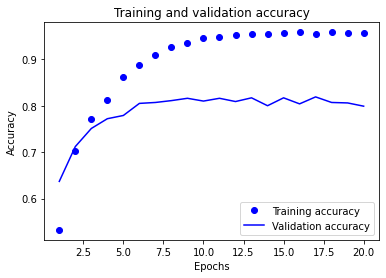 Training and validation accuracy
Accuracy
0.9
0.8
0.7
0.6
2.5 5.0 7.5 10.0 12.5 15.0 17.5 20.0
Epochs
Training accuracy
Validation accuracy